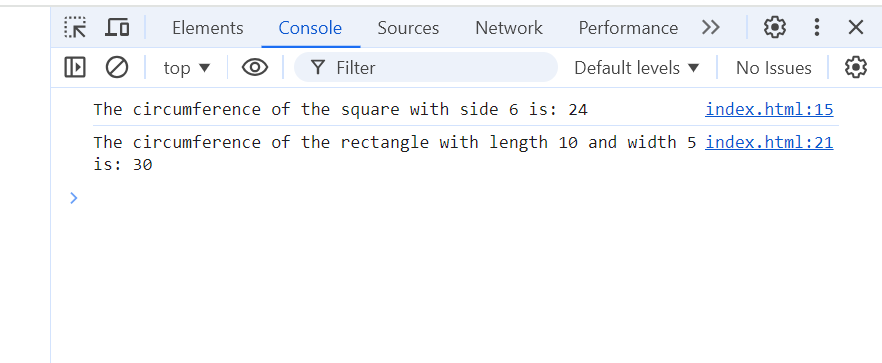 Elements Console Sources Network Performance
top Filter Default levels No Issues
The circumference of the square with side 6 is: 24 index.html:15
The circumference of the rectangle with length 10 and width 5 index.html:21
is: 30